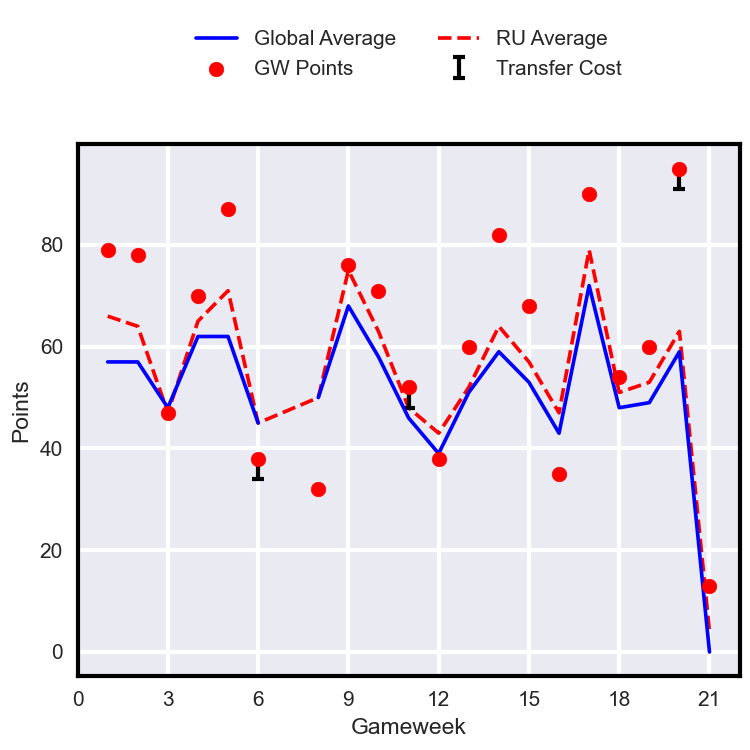 Global Average RU Average
GW Points Transfer Cost
80
60
40
20
0
Points
0 3 6 9 12 15 18 21
Gameweek